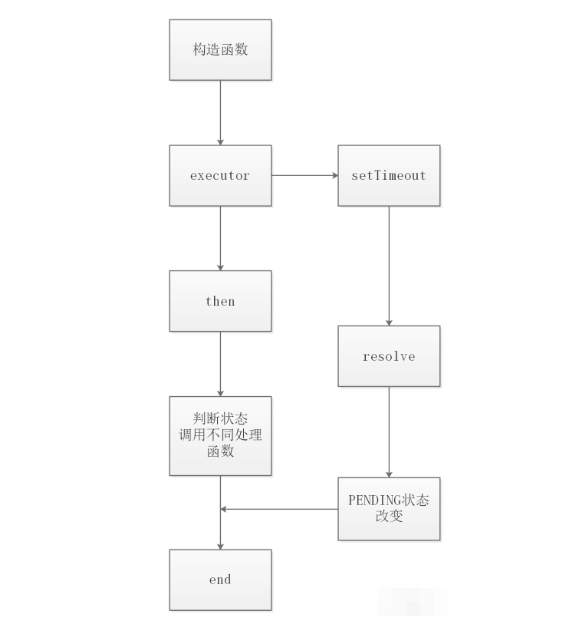 构造函数
executor
setTimeout
then
resolve
判断状态
调用不同处理
函数
PENDING状态
改变
end